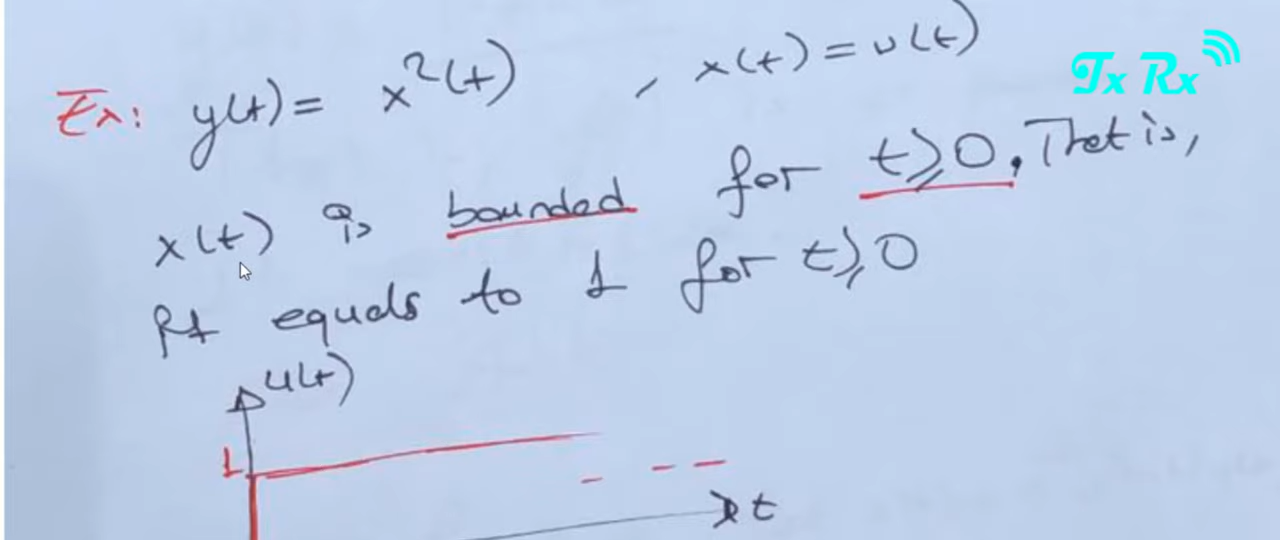 Ex: y(t) = x²(t) , x(t) = u(t)
Tx Rx
x(t) is bounded for t≥0. That is,
It equals to 1 for t≥0
u(t)
1
t